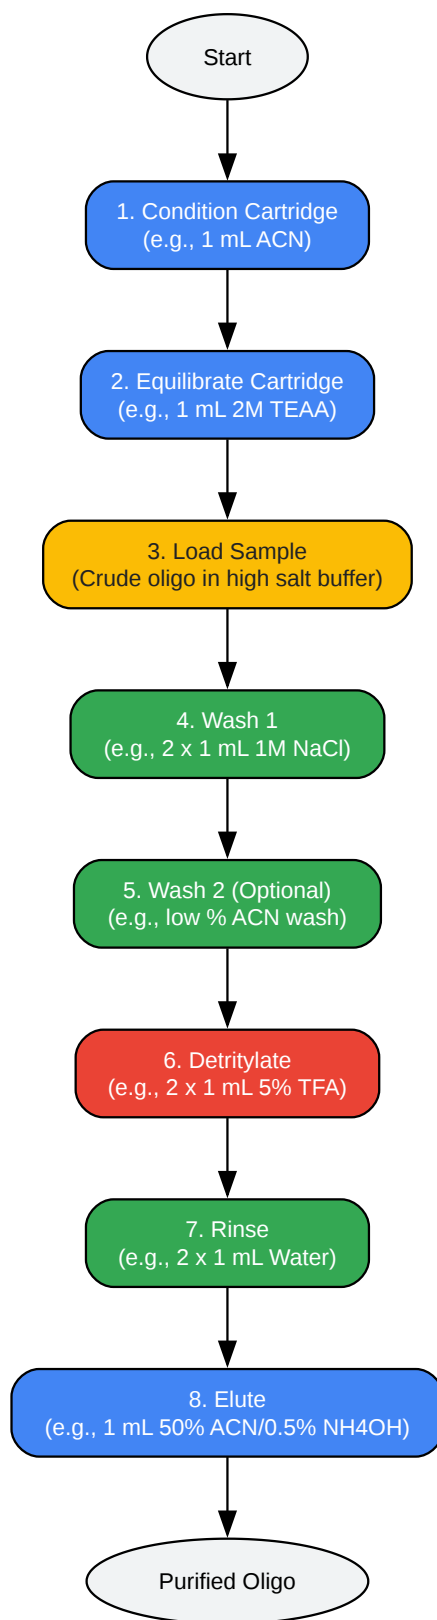 Start
1. Condition Cartridge
(e.g., 1 mL ACN)
2. Equilibrate Cartridge
(e.g., 1 mL 2M TEAA)
3. Load Sample
(Crude oligo in high salt buffer)
4. Wash 1
(e.g., 2 x 1 mL 1M NaCl)
5. Wash 2 (Optional)
(e.g., low % ACN wash)
6. Detritylate
(e.g., 2 x 1 mL 5% TFA)
7. Rinse
(e.g., 2 x 1 mL Water)
8. Elute
(e.g., 1 mL 50% ACN/0.5% NH4OH)
Purified Oligo